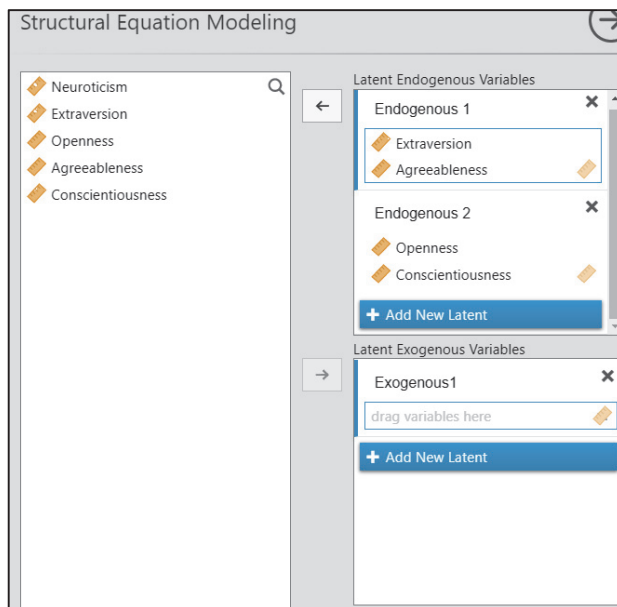 Structural Equation Modeling
Neuroticism
Extraversion
Openness
Agreeableness
Conscientiousness
Latent Endogenous Variables
Endogenous 1
Extraversion
Agreeableness
Endogenous 2
Openness
Conscientiousness
+ Add New Latent
Latent Exogenous Variables
Exogenous1
drag variables here
+ Add New Latent